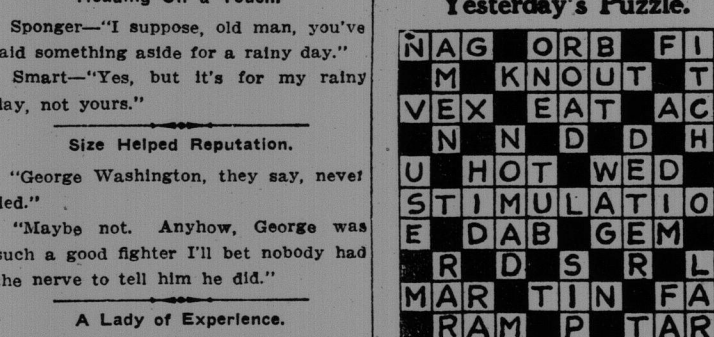 Sponger—"I suppose, old man, you've
aid something aside for a rainy day."
Smart—"Yes, but it's for my rainy
lay, not yours."
Size Helped Reputation.
"George Washington, they say, never
led."
"Maybe not. Anyhow, George was
such a good fighter I'll bet nobody had
he nerve to tell him he did."
A Lady of Experience.
Yesterday's Puzzle.
NAG ORB FI
M KNOUT T
VEX EAT AC
N N D D H
U HOT WED
STIMULATIO
E DAB GEM
R D S R L
MAR TIN FA
RAM P TAR